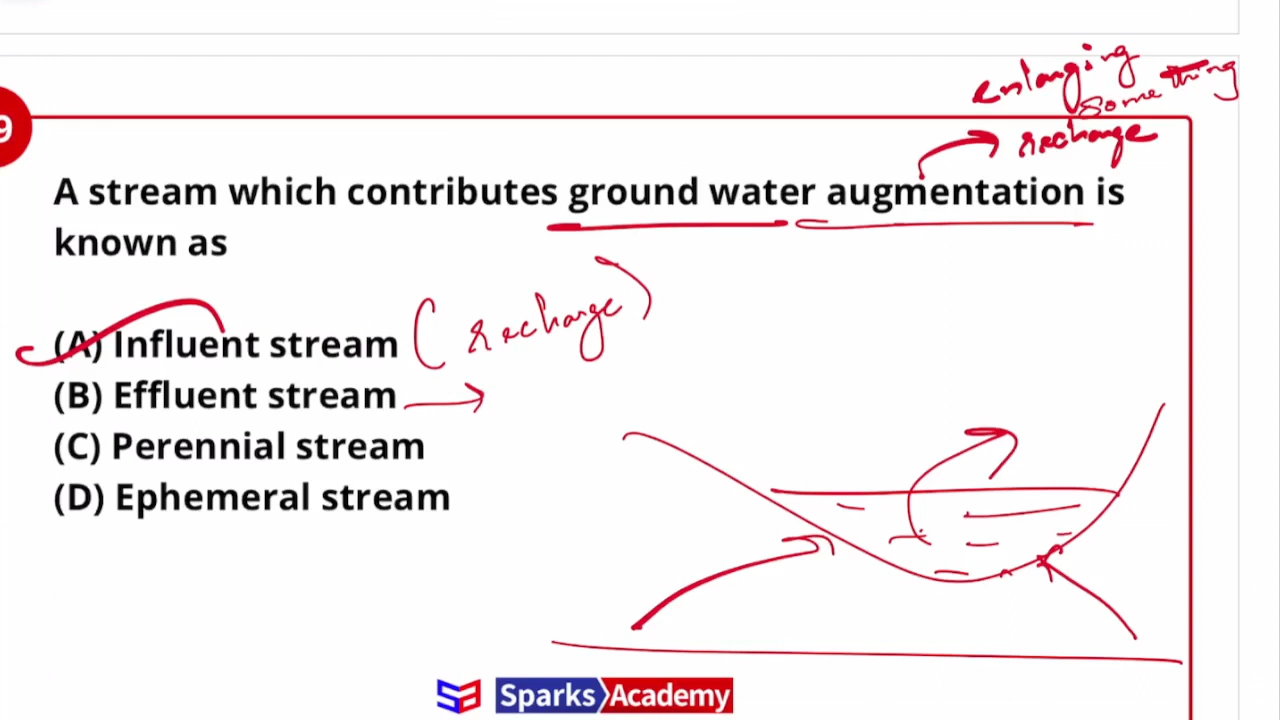 enlarging
something
recharge
9
A stream which contributes ground water augmentation is
known as
(A) Influent stream (recharge)
(B) Effluent stream
(C) Perennial stream
(D) Ephemeral stream
Sparks Academy